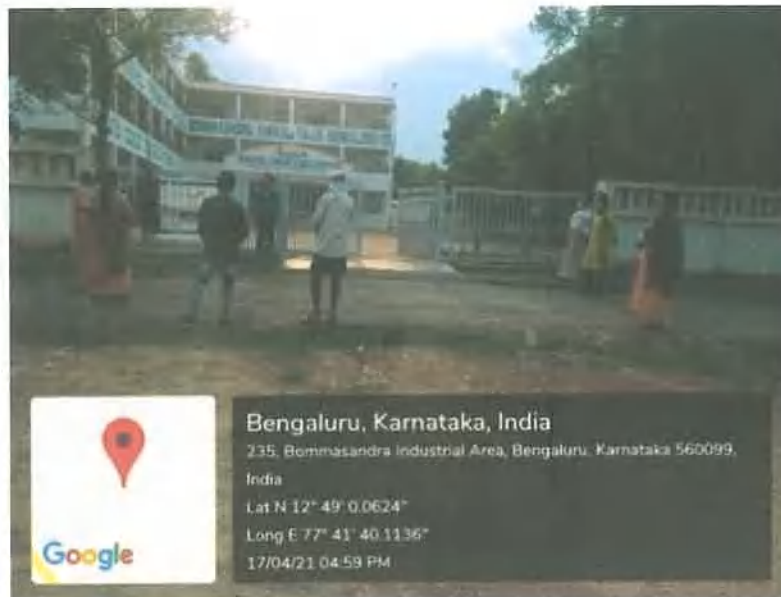 Bengaluru, Karnataka, India
235, Bommasandra Industrial Area, Bengaluru, Karnataka 560099,
India
Lat N 12° 49' 0.0624"
Long E 77° 41' 40.1136"
17/04/21 04:59 PM
Google